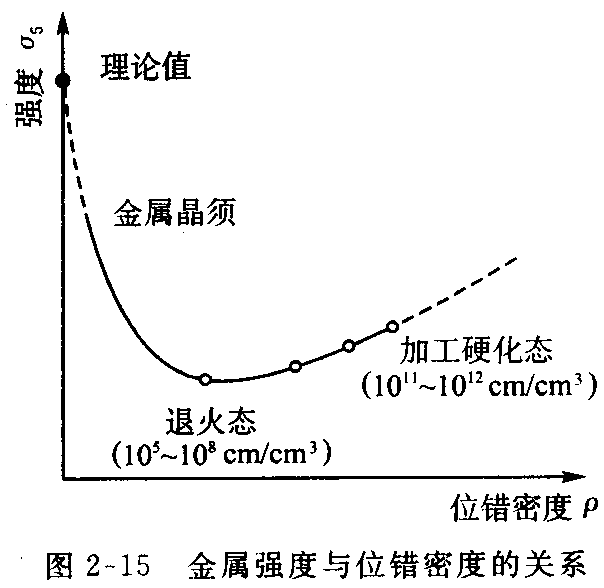 强度 σ₅
理论值
金属晶须
加工硬化态
(10¹¹~10¹² cm/cm³)
退火态
(10⁵~10⁸ cm/cm³)
位错密度 ρ
图 2-15 金属强度与位错密度的关系